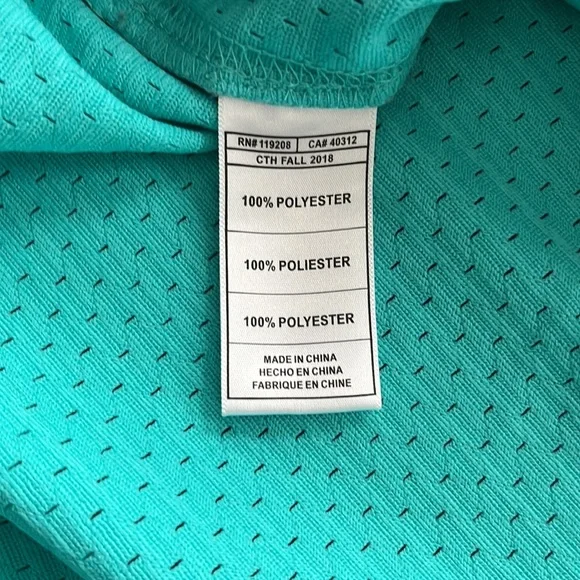 RN# 119208 CA# 40312
CTH FALL 2018
100% POLYESTER
100% POLIESTER
100% POLYESTER
MADE IN CHINA
HECHO EN CHINA
FABRIQUE EN CHINE